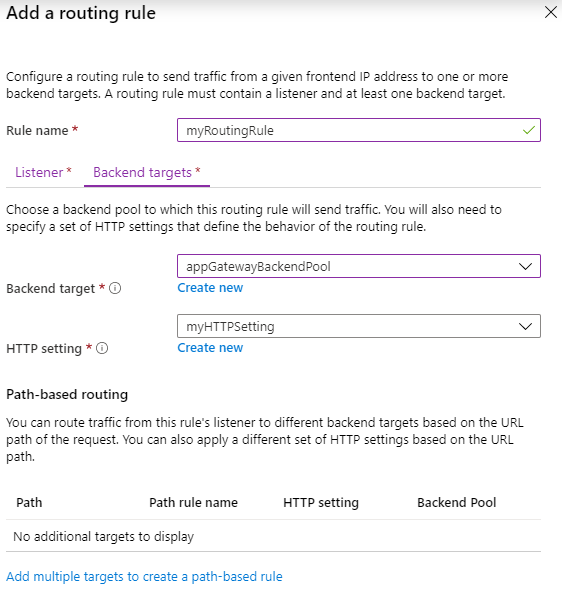 Add a routing rule
Configure a routing rule to send traffic from a given frontend IP address to one or more
backend targets. A routing rule must contain a listener and at least one backend target.
Rule name *
myRoutingRule
Listener *
Backend targets *
Choose a backend pool to which this routing rule will send traffic. You will also need to
specify a set of HTTP settings that define the behavior of the routing rule.
appGatewayBackendPool
Backend target *
Create new
myHTTPSetting
HTTP setting *
Create new
Path-based routing
You can route traffic from this rule's listener to different backend targets based on the URL
path of the request. You can also apply a different set of HTTP settings based on the URL
path.
Path Path rule name HTTP setting Backend Pool
No additional targets to display
Add multiple targets to create a path-based rule